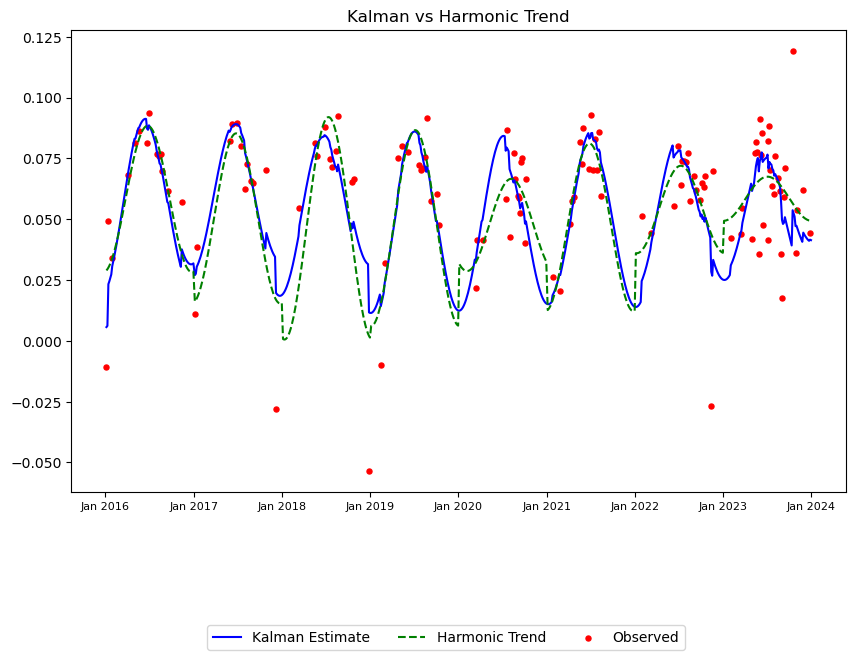 Kalman vs Harmonic Trend
0.125
0.100
0.075
0.050
0.025
0.000
−0.025
−0.050
Jan 2016 Jan 2017 Jan 2018 Jan 2019 Jan 2020 Jan 2021 Jan 2022 Jan 2023 Jan 2024
Kalman Estimate Harmonic Trend Observed